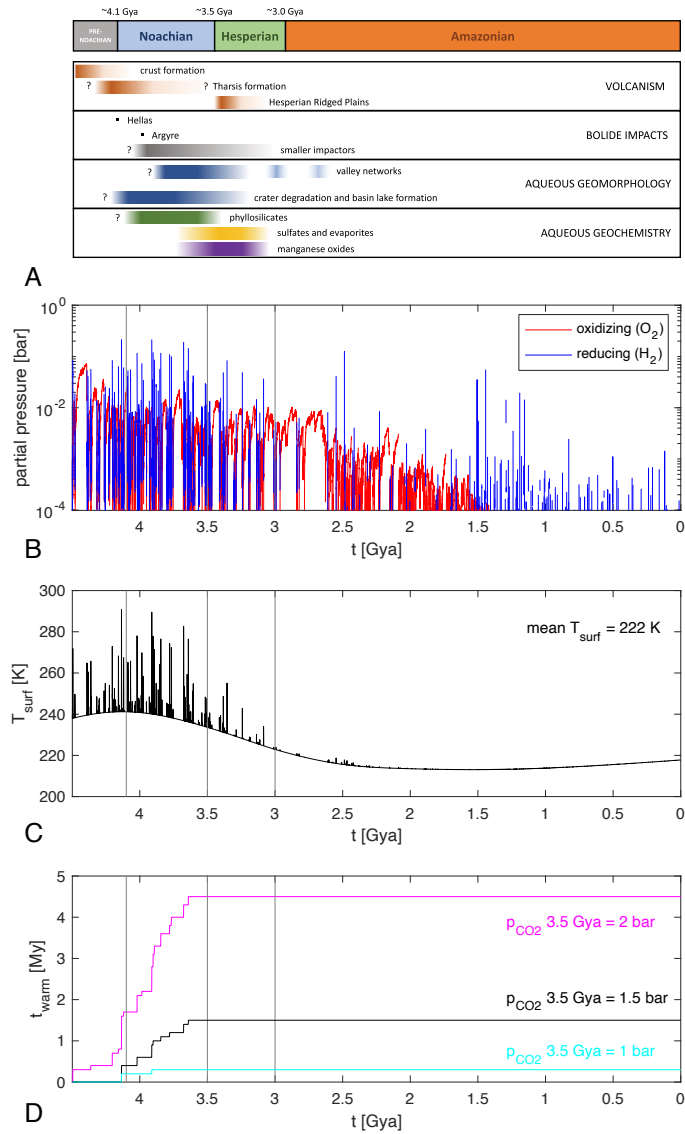 ~4.1 Gya ~3.5 Gya ~3.0 Gya
PRE-
NOACHIAN
Noachian Hesperian Amazonian
crust formation
? ? Tharsis formation
VOLCANISM
Hesperian Ridged Plains
Hellas
Argyre
BOLIDE IMPACTS
? smaller impactors
? valley networks
AQUEOUS GEOMORPHOLOGY
? crater degradation and basin lake formation
? phyllosilicates
sulfates and evaporites
AQUEOUS GEOCHEMISTRY
manganese oxides
A
10^0
10^-2
10^-4
partial pressure [bar]
oxidizing (O_2)
reducing (H_2)
4 3.5 3 2.5 2 1.5 1 0.5 0
t [Gya]
B
300
280
260
240
220
200
T_surf [K]
mean T_surf = 222 K
4 3.5 3 2.5 2 1.5 1 0.5 0
t [Gya]
C
5
4
3
2
1
0
t_warm [My]
p_CO2 3.5 Gya = 2 bar
p_CO2 3.5 Gya = 1.5 bar
p_CO2 3.5 Gya = 1 bar
4 3.5 3 2.5 2 1.5 1 0.5 0
t [Gya]
D